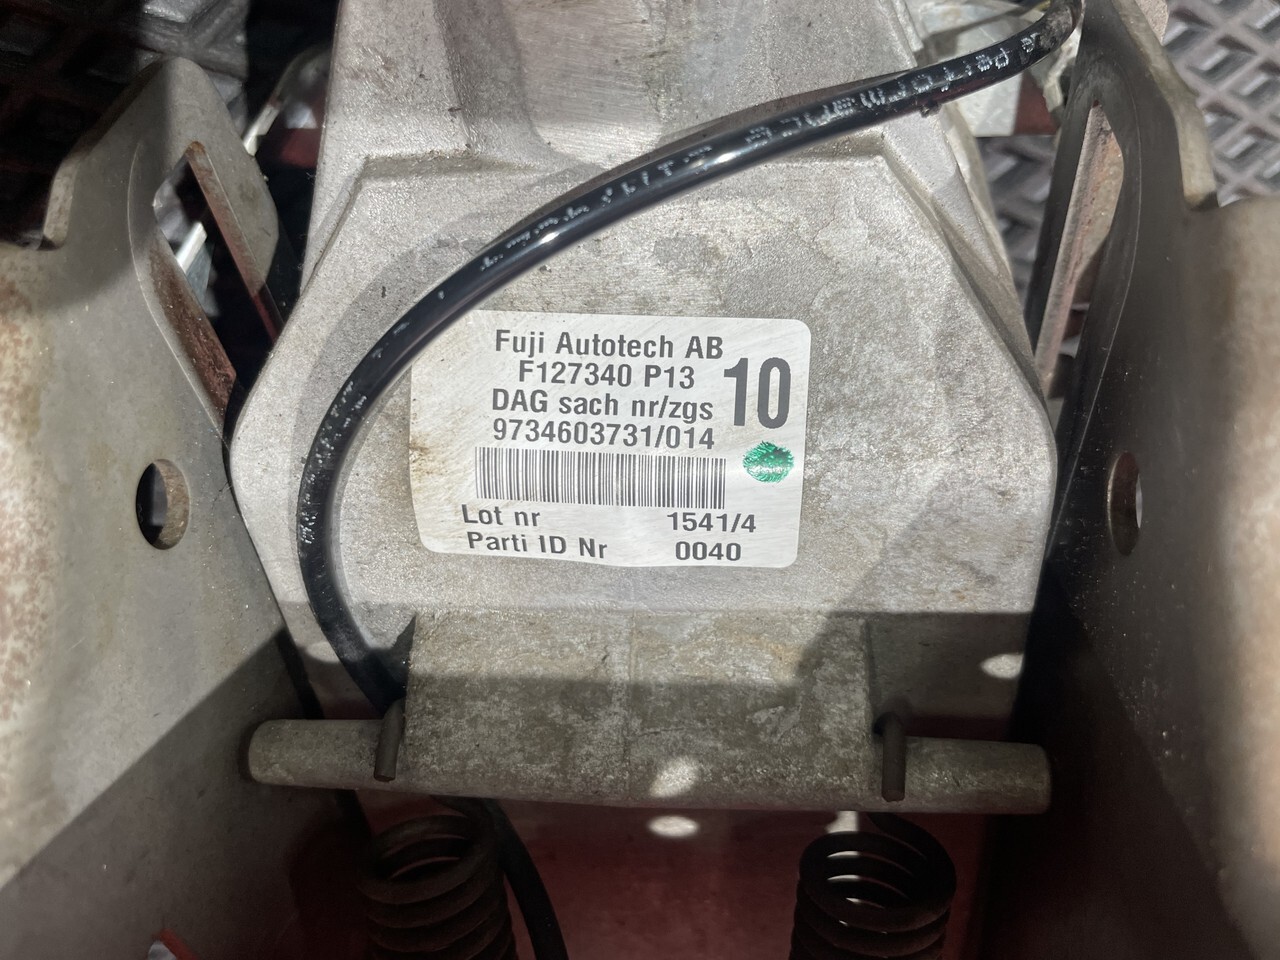 Fuji Autotech AB
F127340 P13
10
DAG sach nr/zgs
9734603731/014
Lot nr 1541/4
Parti ID Nr 0040